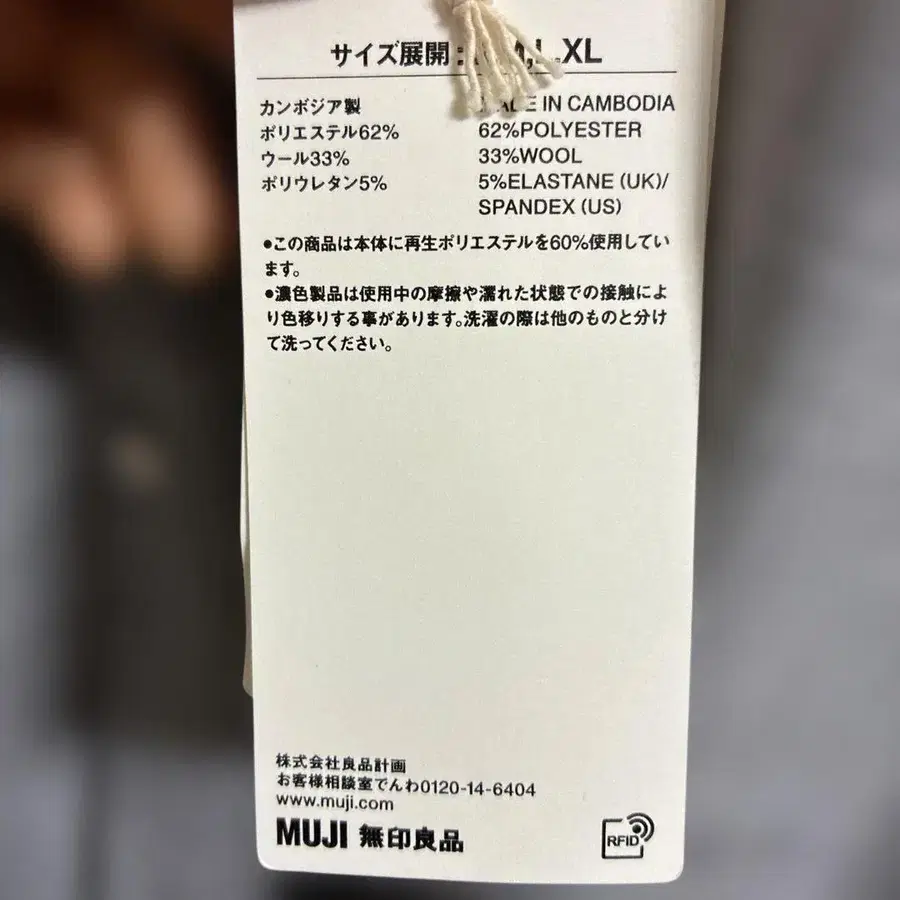 サイズ展開: M,L,XL
カンボジア製
ポリエステル62%
ウール33%
ポリウレタン5%
MADE IN CAMBODIA
62%POLYESTER
33%WOOL
5%ELASTANE (UK)/
SPANDEX (US)
●この商品は本体に再生ポリエステルを60%使用してい
ます。
●濃色製品は使用中の摩擦や濡れた状態での接触によ
り色移りする事があります。洗濯の際は他のものと分け
て洗ってください。
株式会社良品計画
お客様相談室でんわ0120-14-6404
www.muji.com
MUJI 無印良品
RFID